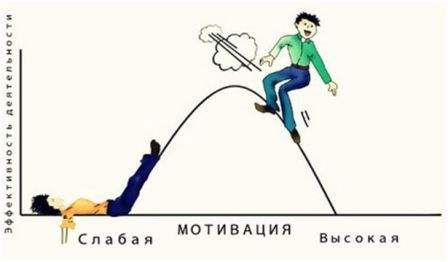 Эффективность деятельности
Слабая
МОТИВАЦИЯ
Высокая